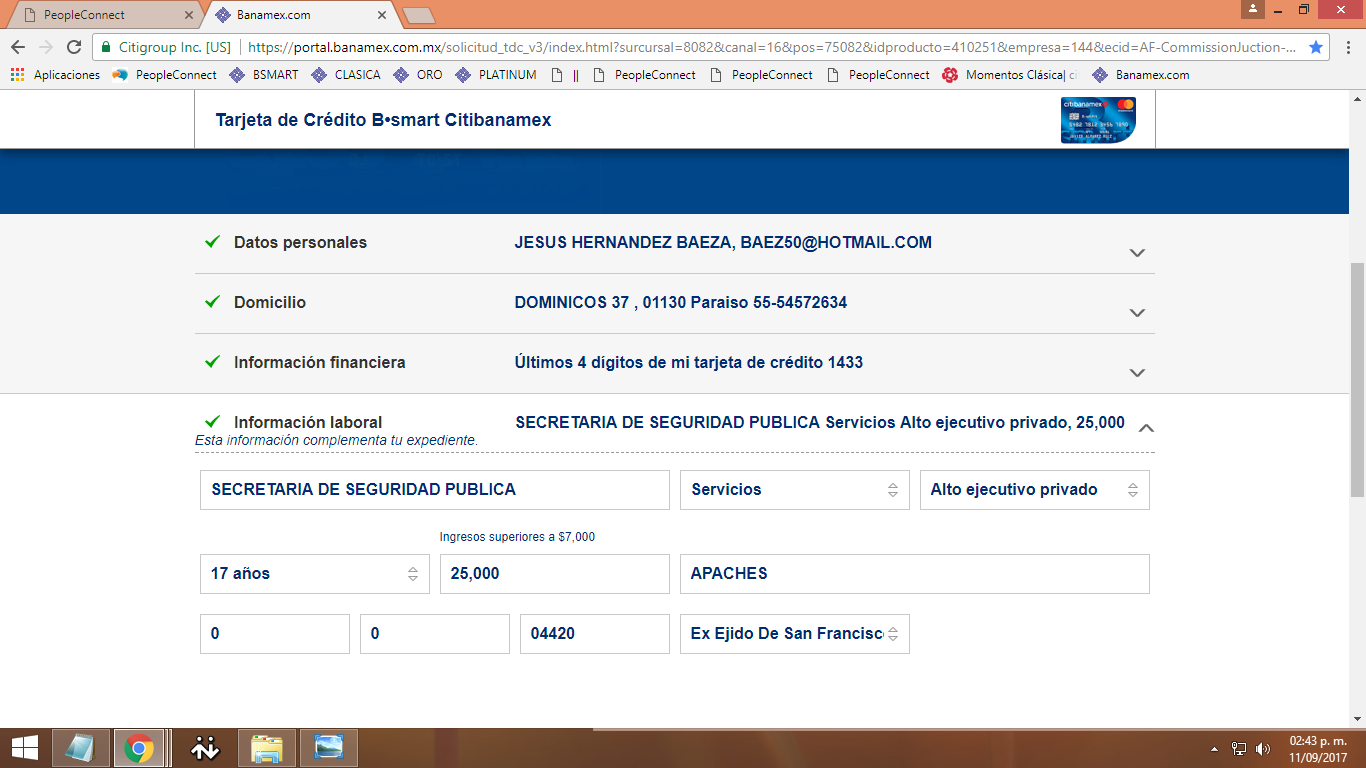 PeopleConnect
Banamex.com
Citigroup Inc. [US]
https://portal.banamex.com.mx/solicitud_tdc_v3/index.html?surcursal=8082&canal=16&pos=75082&idproducto=410251&empresa=144&ecid=AF-CommissionJuction-...
Aplicaciones PeopleConnect BSMART CLASICA ORO PLATINUM || PeopleConnect PeopleConnect PeopleConnect Momentos Clásica| Banamex.com
Tarjeta de Crédito B•smart Citibanamex
citibanamex
Datos personales JESUS HERNANDEZ BAEZA, BAEZ50@HOTMAIL.COM
Domicilio DOMINICOS 37 , 01130 Paraiso 55-54572634
Información financiera Últimos 4 dígitos de mi tarjeta de crédito 1433
Información laboral SECRETARIA DE SEGURIDAD PUBLICA Servicios Alto ejecutivo privado, 25,000
Esta información complementa tu expediente.
SECRETARIA DE SEGURIDAD PUBLICA Servicios Alto ejecutivo privado
Ingresos superiores a $7,000
17 años 25,000 APACHES
0 0 04420 Ex Ejido De San Francisc
02:43 p. m.
11/09/2017